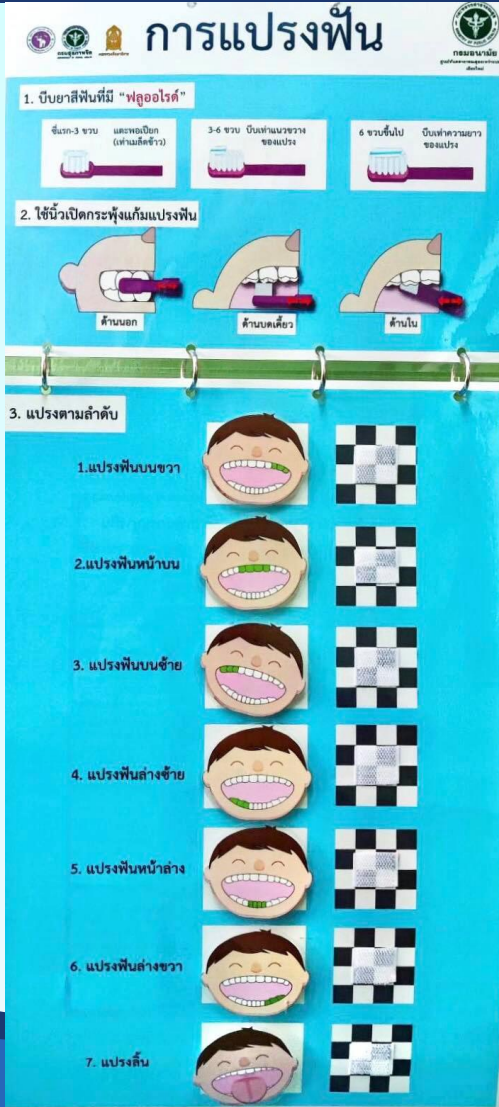 การแปรงฟัน
กรมสุขภาพจิต
กรมอนามัย
1. บีบยาสีฟันที่มี "ฟลูออไรด์"
ซี่แรก-3 ขวบ แตะพอเปียก
(เท่าเมล็ดข้าว)
3-6 ขวบ บีบเท่าแนวขวาง
ของแปรง
6 ขวบขึ้นไป บีบเท่าความยาว
ของแปรง
2. ใช้นิ้วเปิดกระพุ้งแก้มแปรงฟัน
ด้านนอก
ด้านบดเคี้ยว
ด้านใน
3. แปรงตามลำดับ
1.แปรงฟันบนขวา
2.แปรงฟันหน้าบน
3. แปรงฟันบนซ้าย
4. แปรงฟันล่างซ้าย
5. แปรงฟันหน้าล่าง
6. แปรงฟันล่างขวา
7. แปรงลิ้น